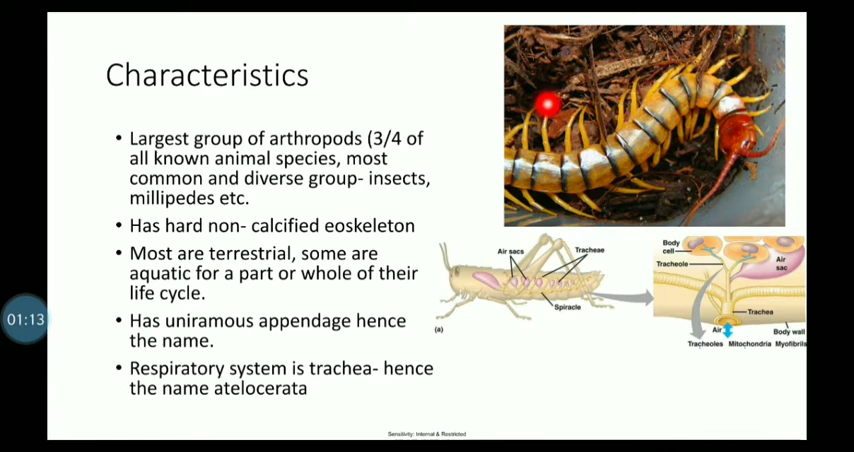 Characteristics
• Largest group of arthropods (3/4 of
all known animal species, most
common and diverse group- insects,
millipedes etc.
• Has hard non- calcified eoskeleton
• Most are terrestrial, some are
aquatic for a part or whole of their
life cycle.
• Has uniramous appendage hence
the name.
• Respiratory system is trachea- hence
the name atelocerata
01:13
Air sacs
Tracheae
Spiracle
(a)
Body
cell
Tracheole
Air
sac
Trachea
Air
Body wall
Tracheoles Mitochondria Myofibrils
Sensitivity: Internal & Restricted